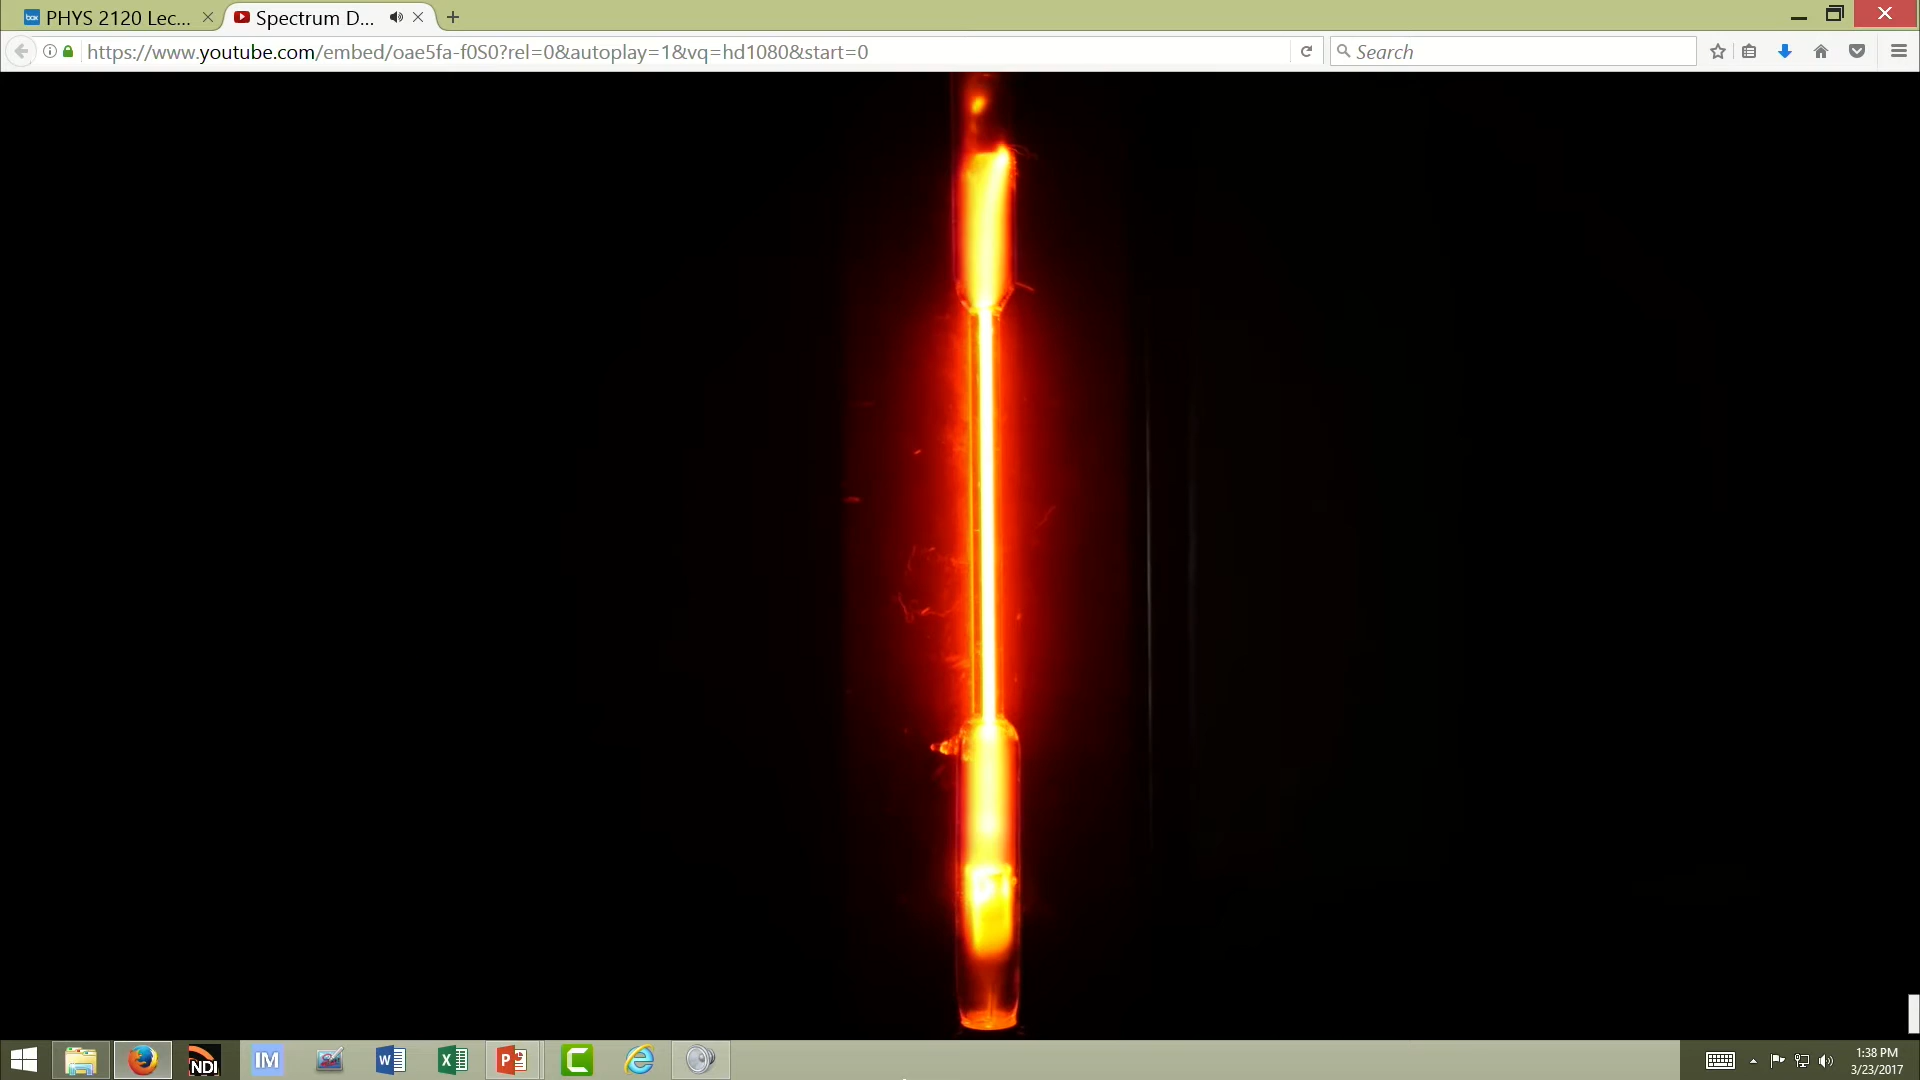 PHYS 2120 Lec...
Spectrum D...
https://www.youtube.com/embed/oae5fa-f0S0?rel=0&autoplay=1&vq=hd1080&start=0
Search
NDI
IM
1:38 PM
3/23/2017